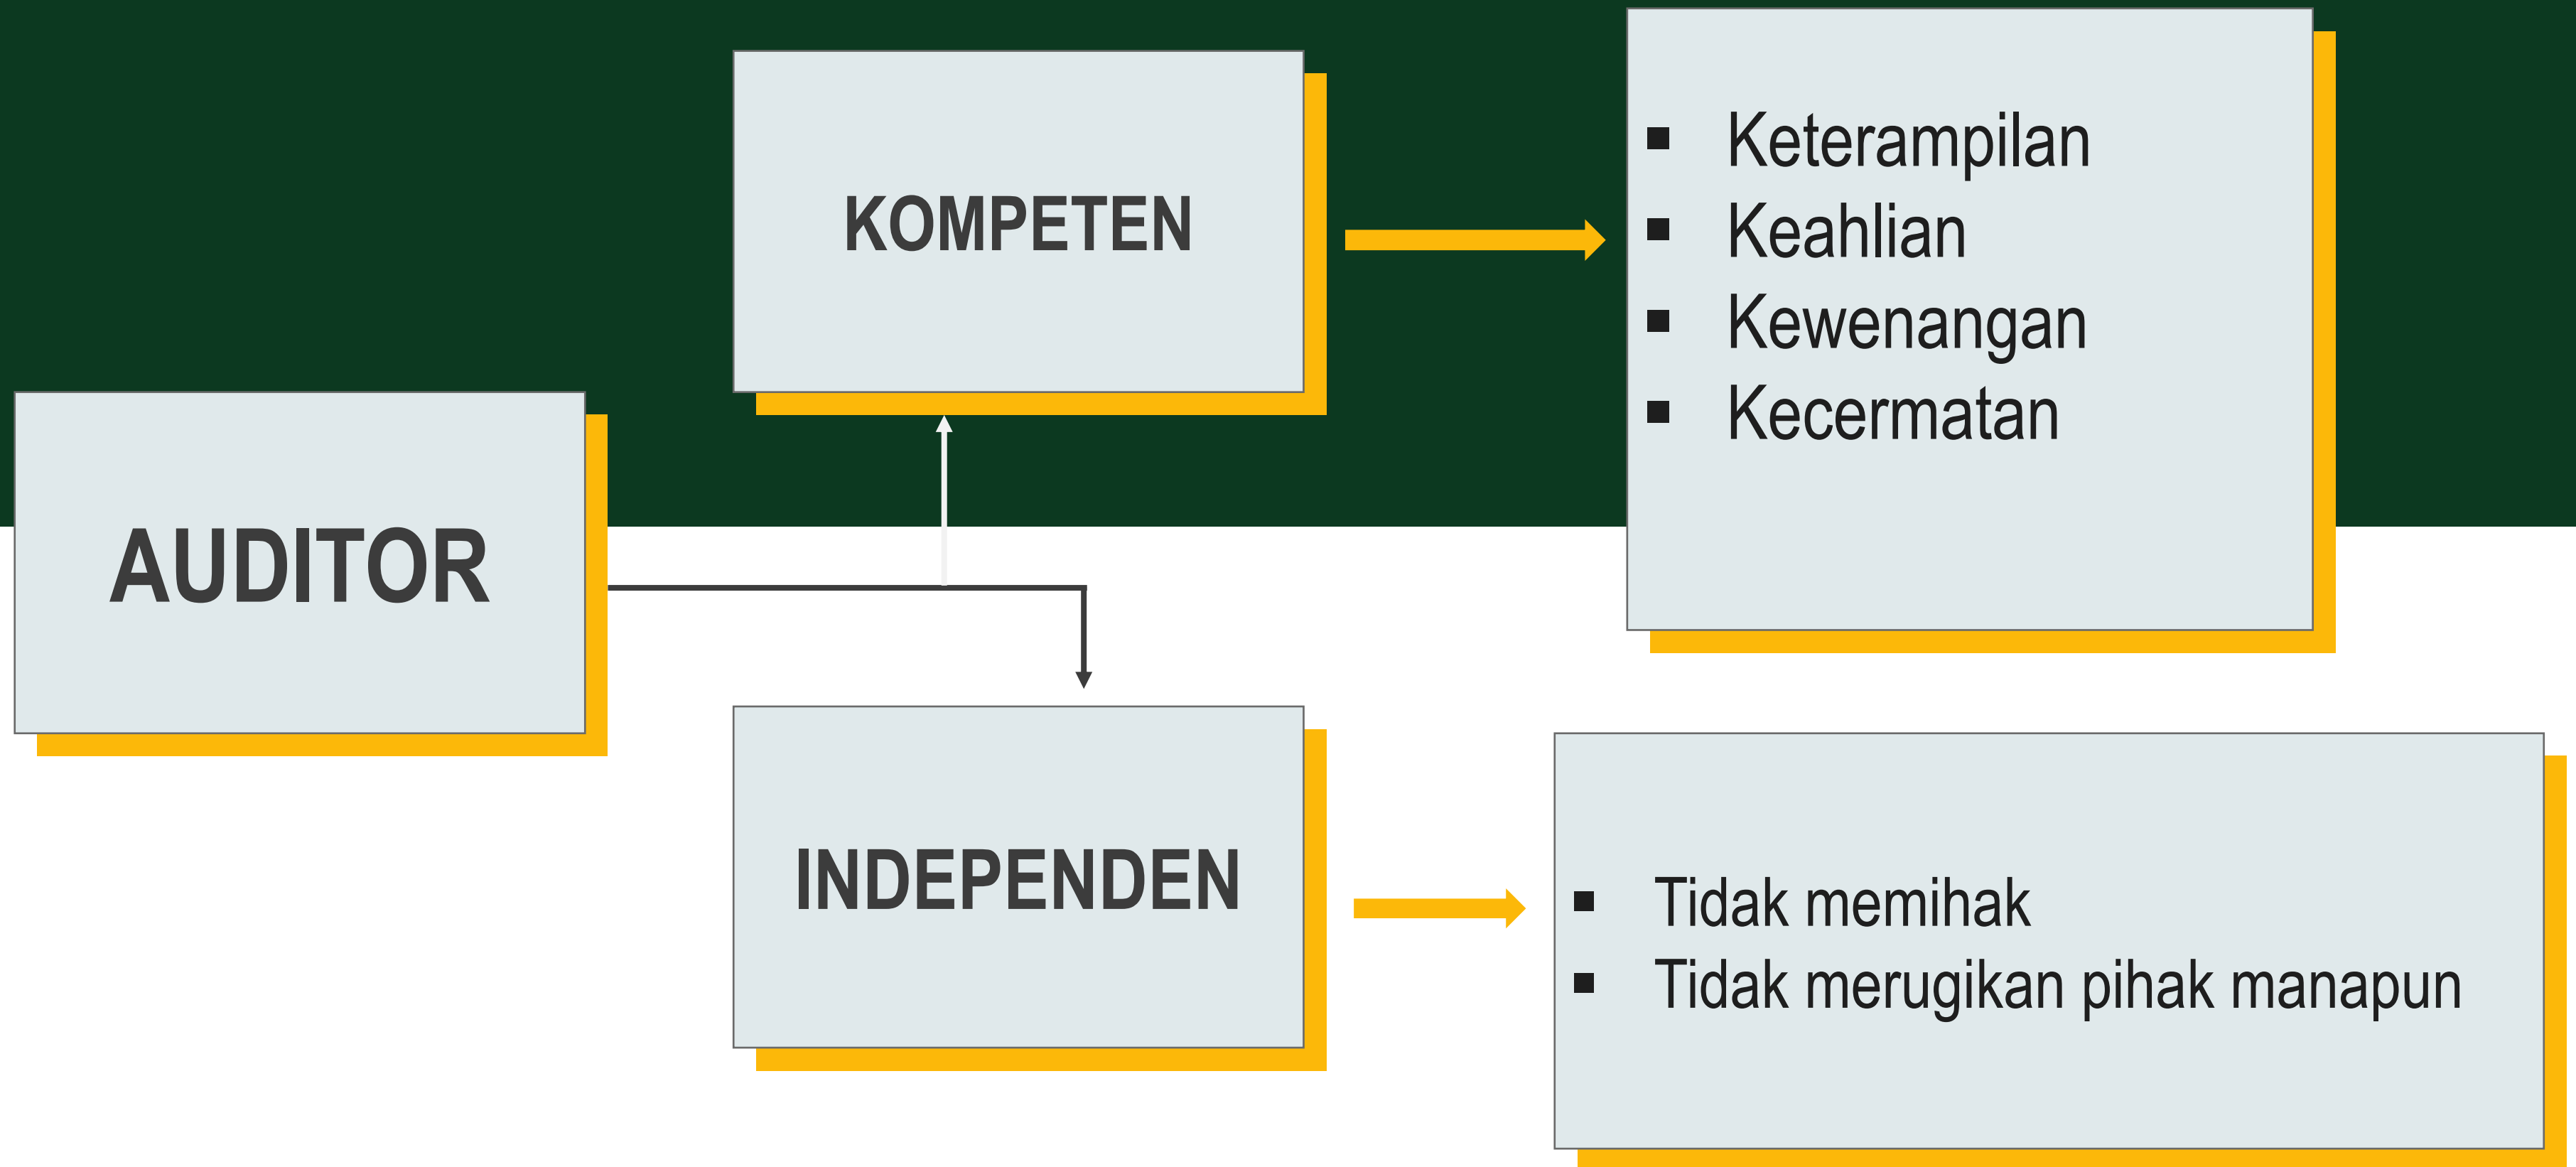 AUDITOR
KOMPETEN
▪ Keterampilan
▪ Keahlian
▪ Kewenangan
▪ Kecermatan
INDEPENDEN
▪ Tidak memihak
▪ Tidak merugikan pihak manapun